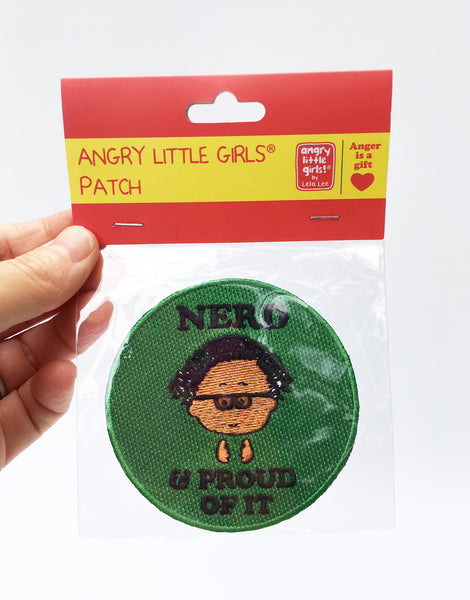 ANGRY LITTLE GIRLS®
PATCH
angry
little
girls!®
by
Lela Lee
Anger
is a
gift
NERD
& PROUD
OF IT